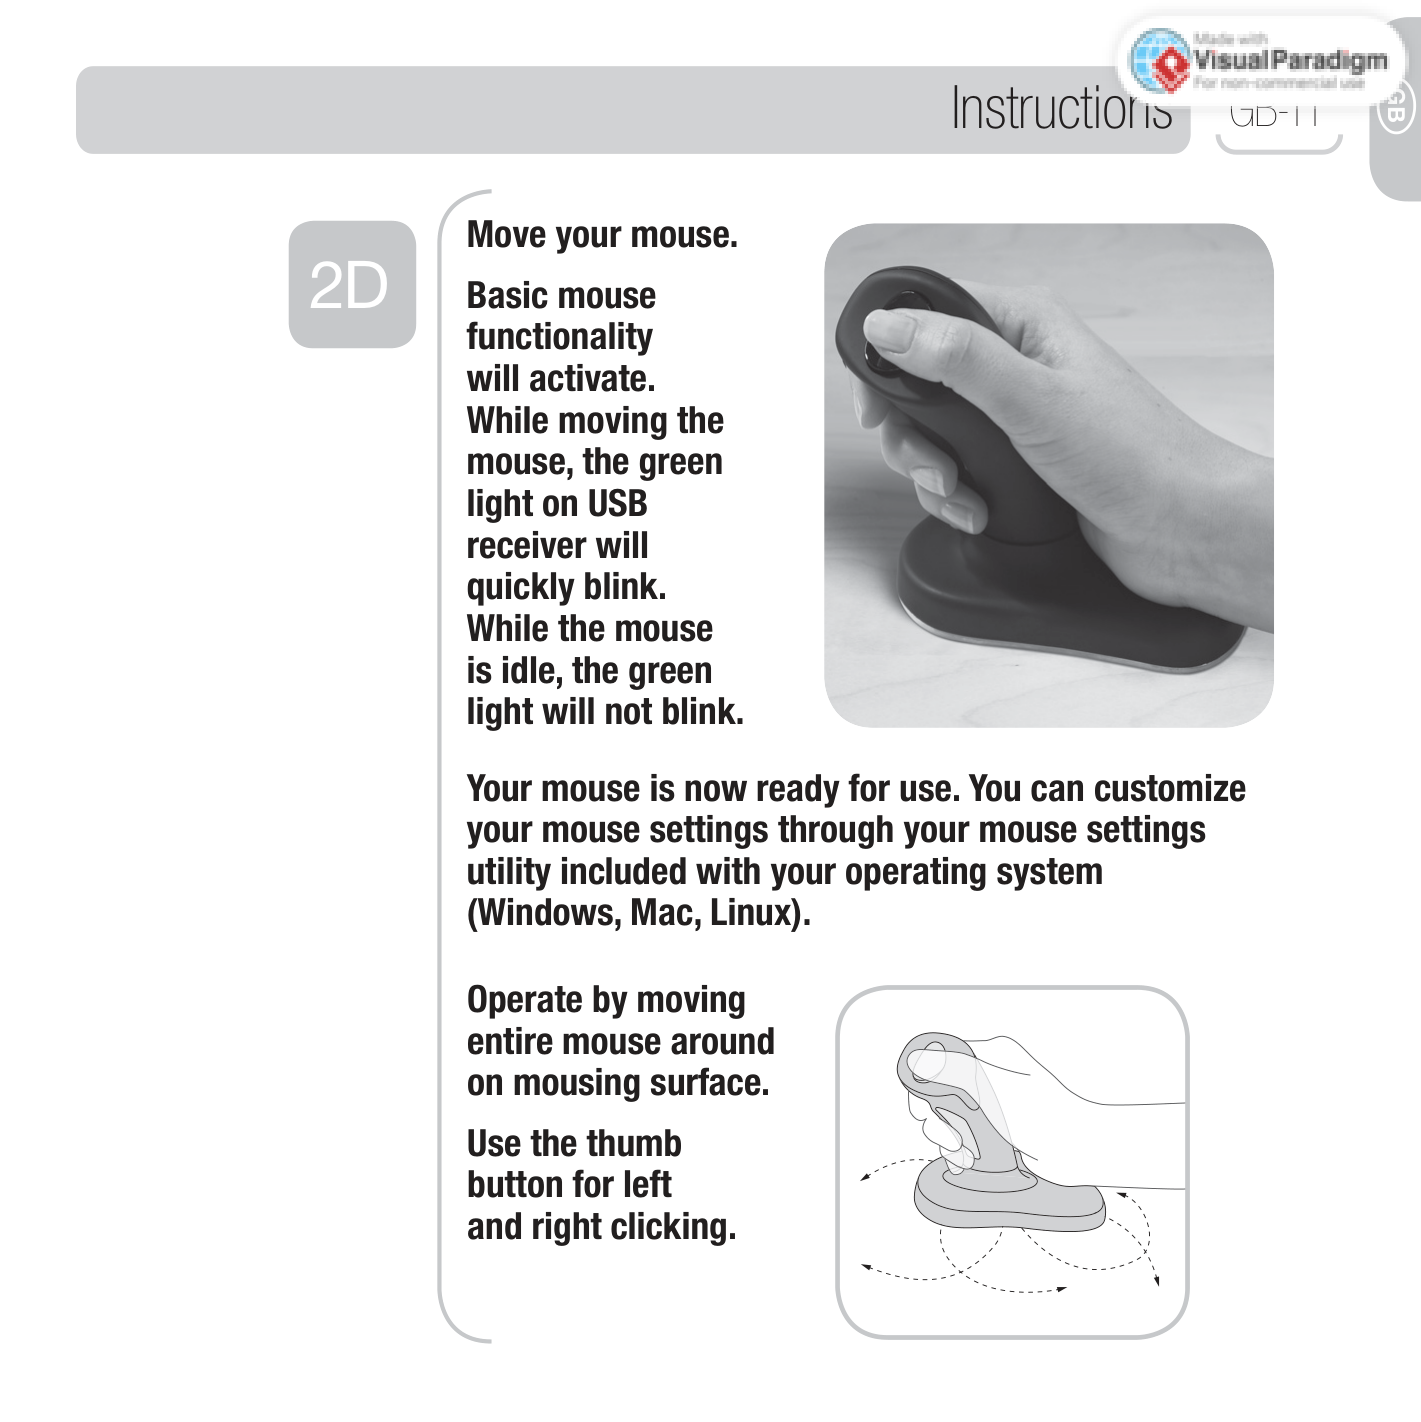 Made with
VisualParadigm
For non-commercial use
Instructions
GB-11
GB
2D
Move your mouse.
Basic mouse
functionality
will activate.
While moving the
mouse, the green
light on USB
receiver will
quickly blink.
While the mouse
is idle, the green
light will not blink.
Your mouse is now ready for use. You can customize
your mouse settings through your mouse settings
utility included with your operating system
(Windows, Mac, Linux).
Operate by moving
entire mouse around
on mousing surface.
Use the thumb
button for left
and right clicking.